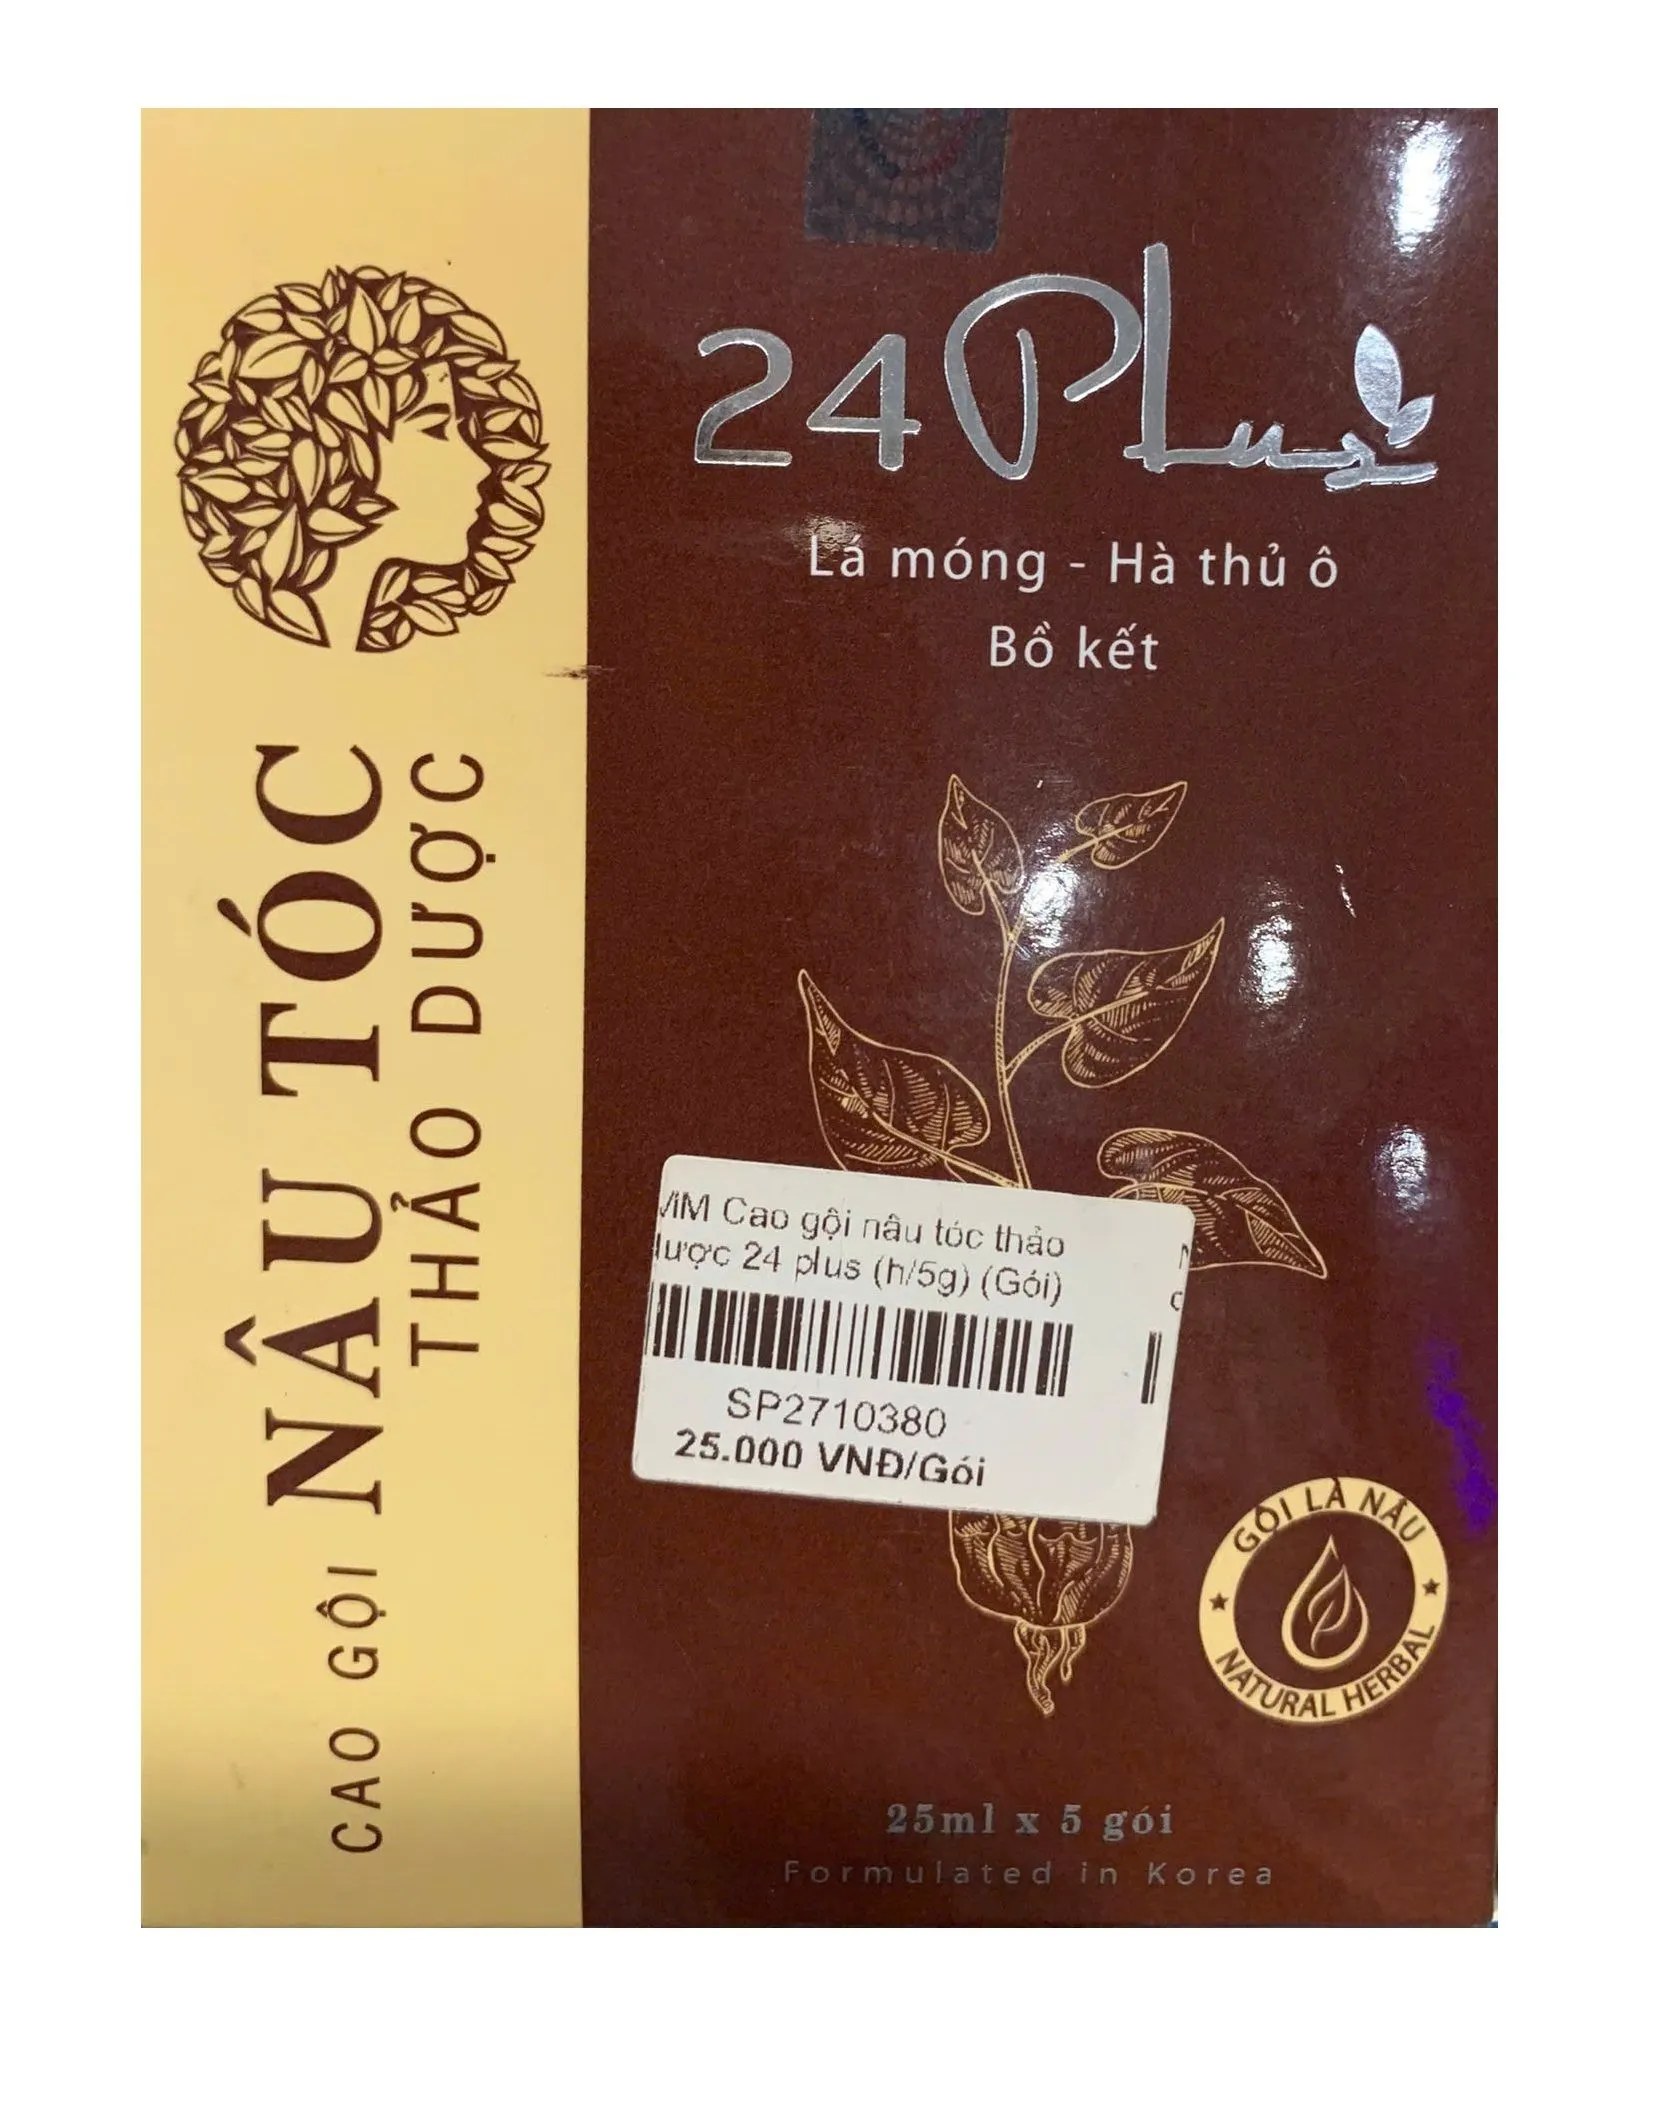 24 Plus
Lá móng - Hà thủ ô
Bồ kết
CAO GỘI NÂU TÓC
THẢO DƯỢC
Cao gội nâu tóc thảo
24 plus (h/5g) (Gói)
SP2710380
25.000 VNĐ/Gói
GỘI LÀ NÂU
NATURAL HERBAL
25ml x 5 gói
Formulated in Korea